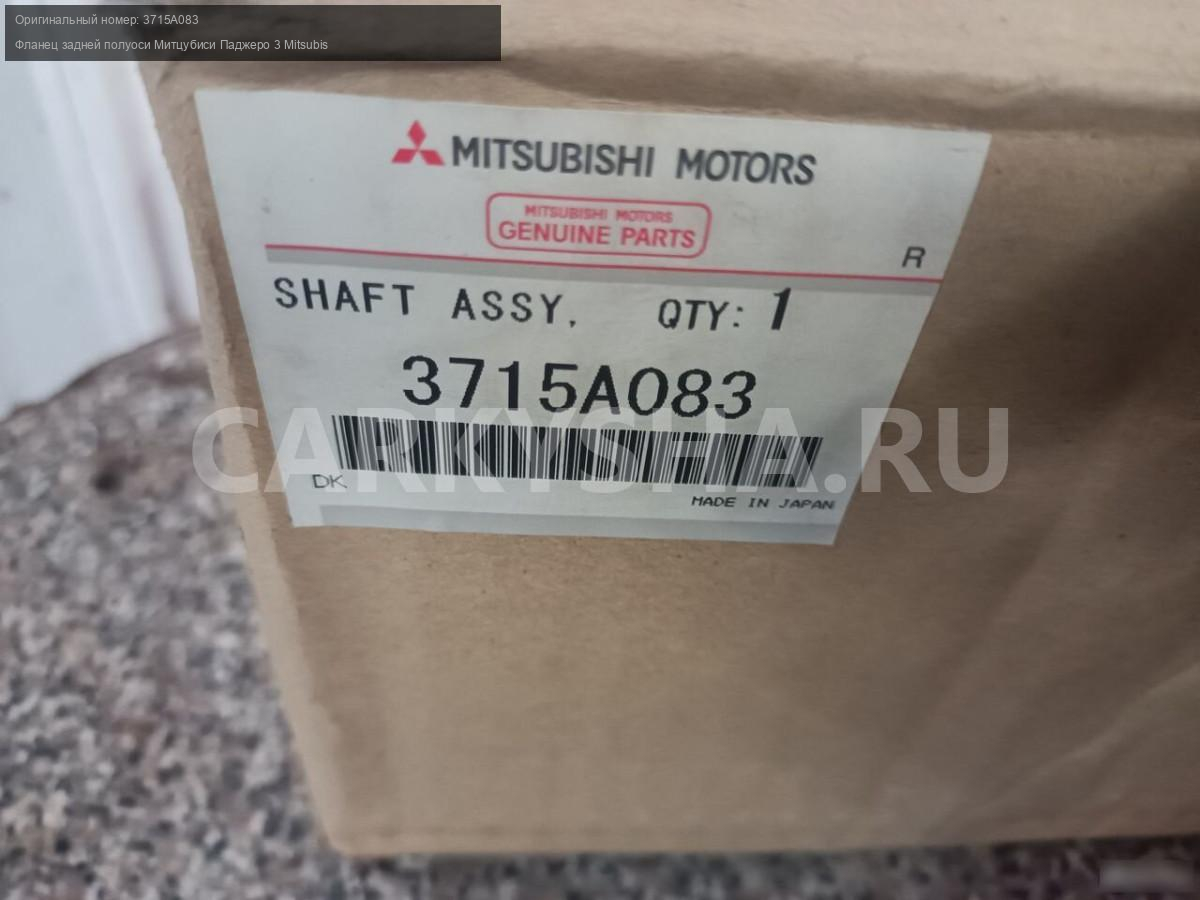 Оригинальный номер: 3715A083
Фланец задней полуоси Митцубиси Паджеро 3 Mitsubis
MITSUBISHI MOTORS
MITSUBISHI MOTORS
GENUINE PARTS
R
SHAFT ASSY, QTY: 1
3715A083
CARKYSHA.RU
DK
MADE IN JAPAN